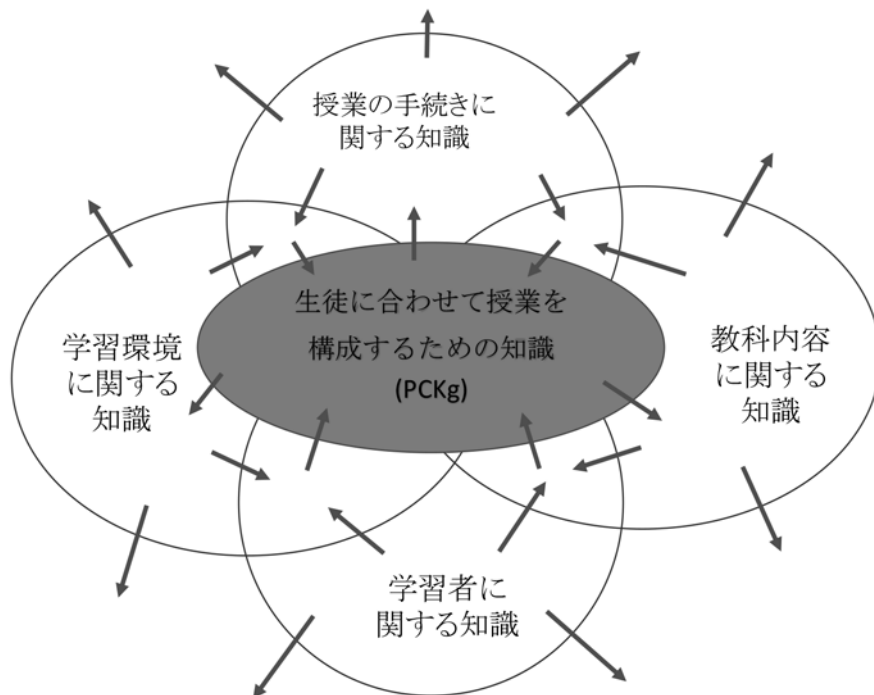 授業の手続きに
関する知識
生徒に合わせて授業を
構成するための知識
(PCKg)
学習環境
に関する
知識
教科内容
に関する
知識
学習者に
関する知識